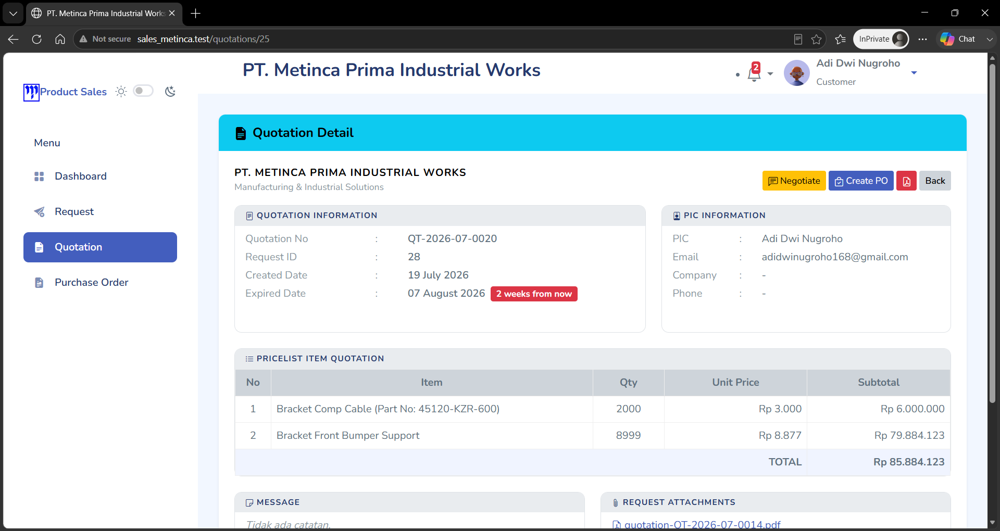 PT. Metinca Prima Industrial Works
Not secure sales_metinca.test/quotations/25
InPrivate
Chat
Product Sales
PT. Metinca Prima Industrial Works
2
Adi Dwi Nugroho
Customer
Menu
Dashboard
Request
Quotation
Purchase Order
Quotation Detail
PT. METINCA PRIMA INDUSTRIAL WORKS
Manufacturing & Industrial Solutions
Negotiate
Create PO
Back
QUOTATION INFORMATION
Quotation No : QT-2026-07-0020
Request ID : 28
Created Date : 19 July 2026
Expired Date : 07 August 2026 2 weeks from now
PIC INFORMATION
PIC : Adi Dwi Nugroho
Email : adidwinugroho168@gmail.com
Company : -
Phone : -
PRICELIST ITEM QUOTATION
No Item Qty Unit Price Subtotal
1 Bracket Comp Cable (Part No: 45120-KZR-600) 2000 Rp 3.000 Rp 6.000.000
2 Bracket Front Bumper Support 8999 Rp 8.877 Rp 79.884.123
TOTAL Rp 85.884.123
MESSAGE
Tidak ada catatan.
REQUEST ATTACHMENTS
quotation-QT-2026-07-0014.pdf